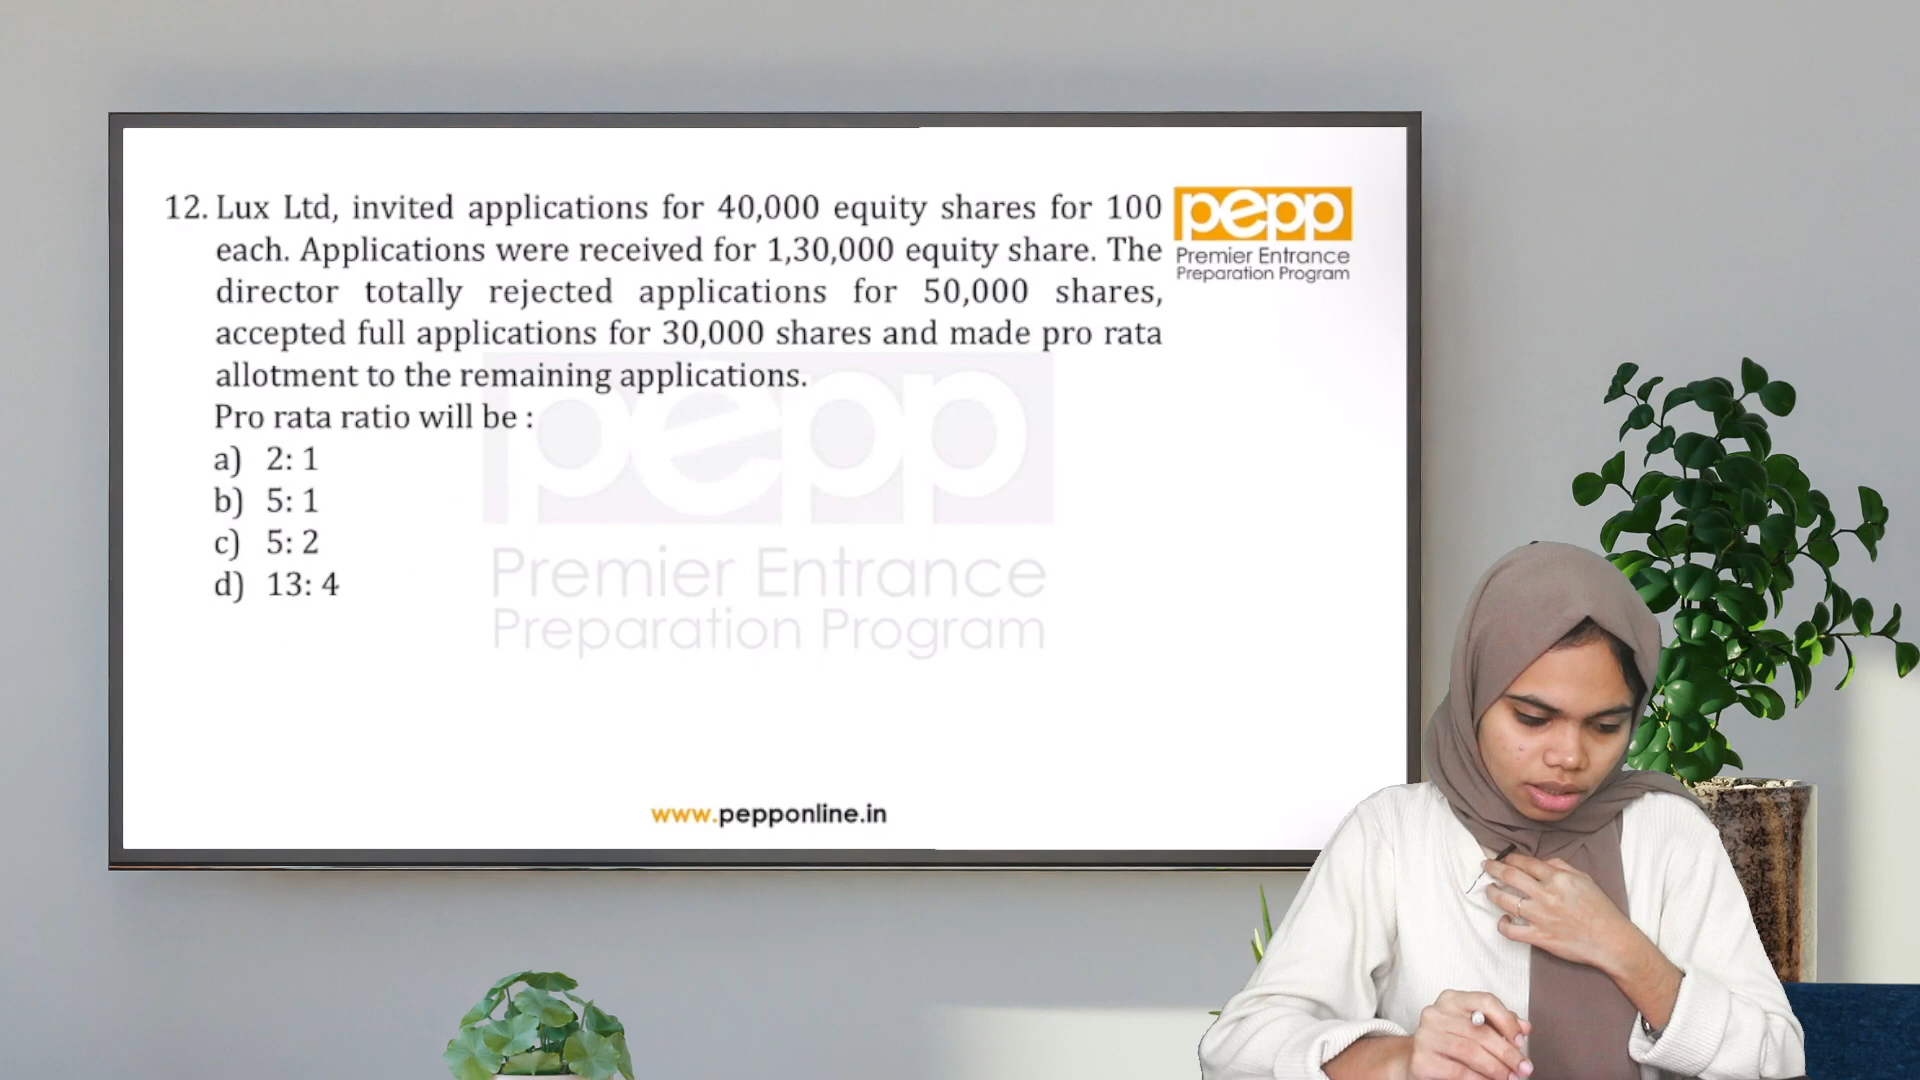 12. Lux Ltd, invited applications for 40,000 equity shares for 100
each. Applications were received for 1,30,000 equity share. The
director totally rejected applications for 50,000 shares,
accepted full applications for 30,000 shares and made pro rata
allotment to the remaining applications.
Pro rata ratio will be :
a) 2: 1
b) 5: 1
c) 5: 2
d) 13: 4
pepp
Premier Entrance
Preparation Program
pepp
Premier Entrance
Preparation Program
www.pepponline.in